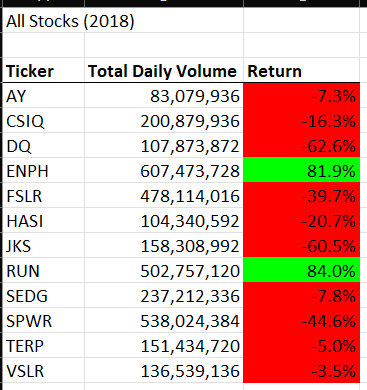 All Stocks (2018)
Ticker Total Daily Volume Return
AY 83,079,936 -7.3%
CSIQ 200,879,936 -16.3%
DQ 107,873,872 -62.6%
ENPH 607,473,728 81.9%
FSLR 478,114,016 -39.7%
HASI 104,340,592 -20.7%
JKS 158,308,992 -60.5%
RUN 502,757,120 84.0%
SEDG 237,212,336 -7.8%
SPWR 538,024,384 -44.6%
TERP 151,434,720 -5.0%
VSLR 136,539,136 -3.5%